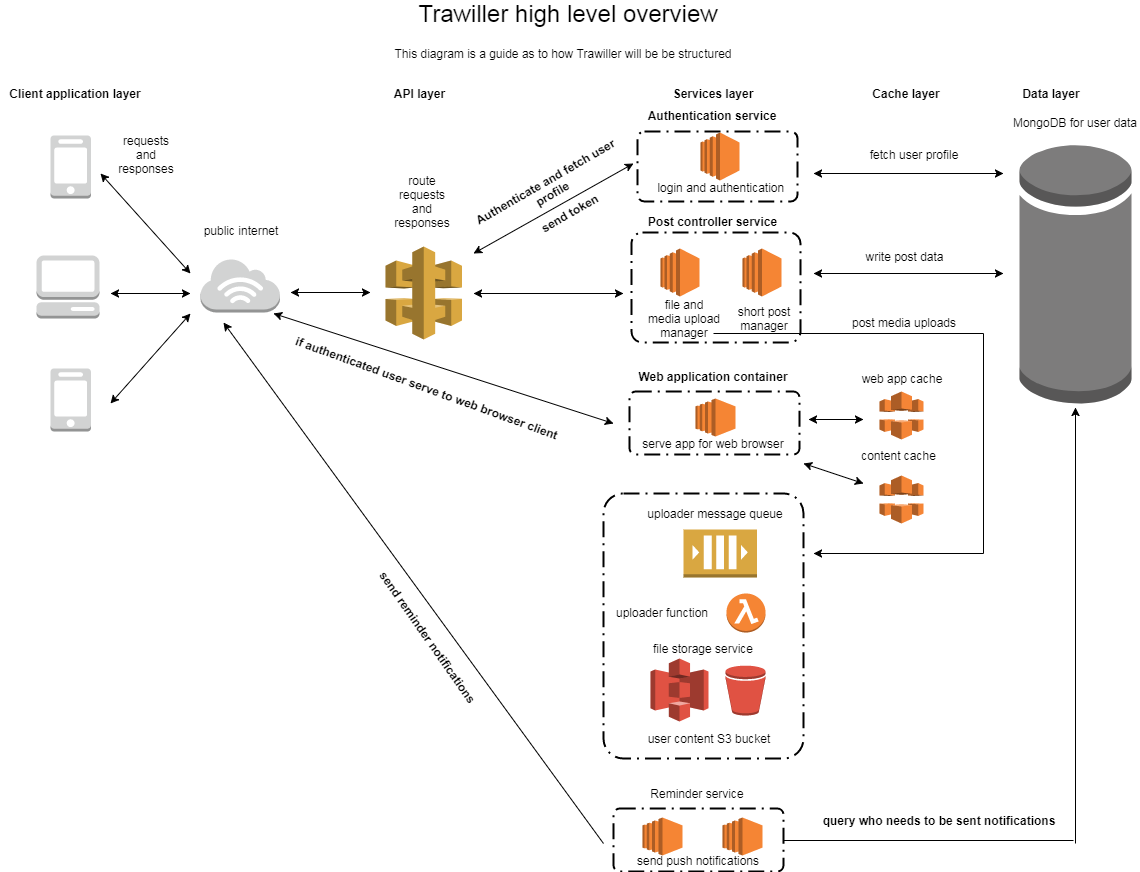 Trawiller high level overview
This diagram is a guide as to how Trawiller will be be structured
Client application layer
API layer
Services layer
Cache layer
Data layer
Authentication service
MongoDB for user data
requests
and
responses
login and authentication
fetch user profile
Authenticate and fetch user
profile
send token
route
requests
and
responses
public internet
Post controller service
file and
media upload
manager
short post
manager
write post data
post media uploads
if authenticated user serve to web browser client
Web application container
serve app for web browser
web app cache
content cache
uploader message queue
uploader function
file storage service
user content S3 bucket
send reminder notifications
Reminder service
send push notifications
query who needs to be sent notifications